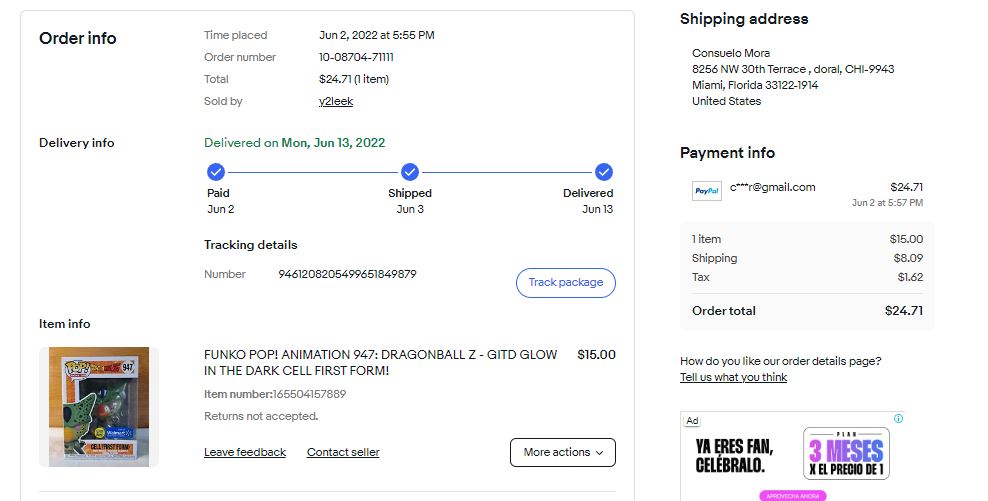 Order info
Time placed Jun 2, 2022 at 5:55 PM
Order number 10-08704-71111
Total $24.71 (1 item)
Sold by y2leek
Delivery info
Delivered on Mon, Jun 13, 2022
Paid Shipped Delivered
Jun 2 Jun 3 Jun 13
Tracking details
Number 9461208205499651849879
Track package
Item info
POP!
947
Walmart
CELL (FIRST FORM)
FUNKO POP! ANIMATION 947: DRAGONBALL Z - GITD GLOW $15.00
IN THE DARK CELL FIRST FORM!
Item number:165504157889
Returns not accepted.
Leave feedback Contact seller More actions
Shipping address
Consuelo Mora
8256 NW 30th Terrace , doral, CHI-9943
Miami, Florida 33122-1914
United States
Payment info
PayPal c***r@gmail.com $24.71
Jun 2 at 5:57 PM
1 item $15.00
Shipping $8.09
Tax $1.62
Order total $24.71
How do you like our order details page?
Tell us what you think
Ad
YA ERES FAN,
CELÉBRALO.
PLAN
3 MESES
X EL PRECIO DE 1
APROVECHA AHORA